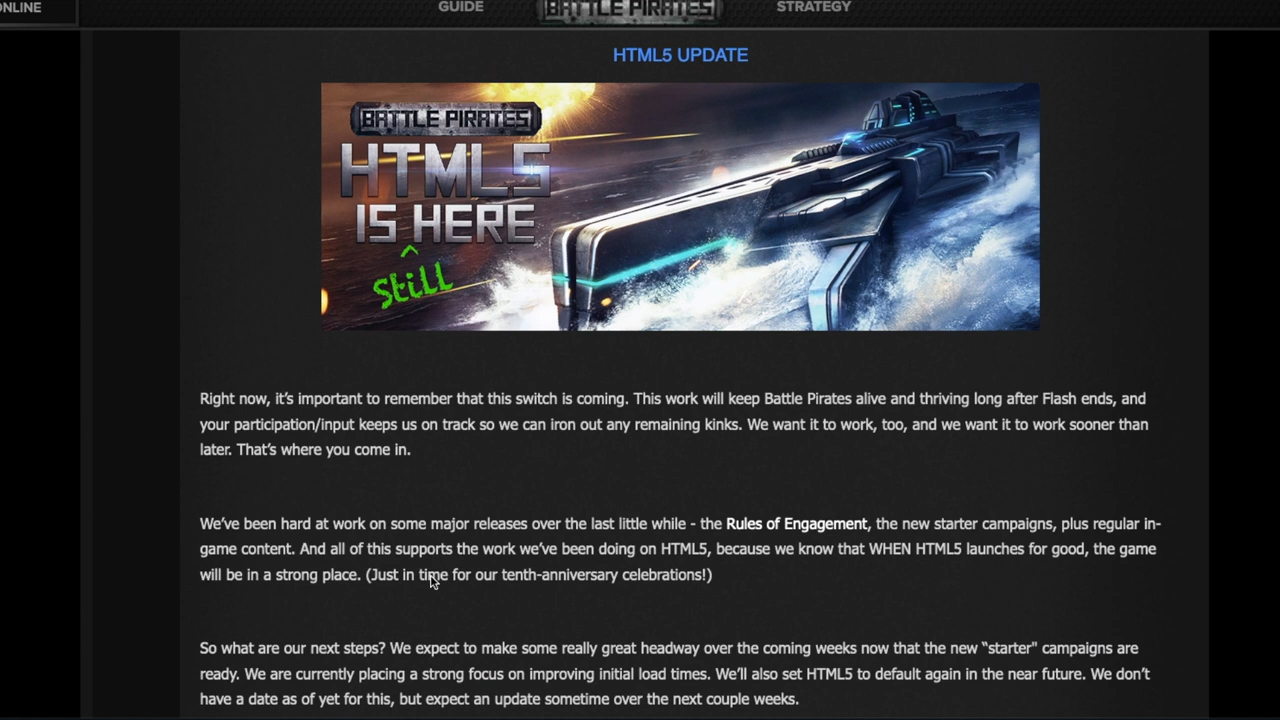 ONLINE
GUIDE
BATTLE PIRATES
STRATEGY
HTML5 UPDATE
BATTLE PIRATES
HTML5
IS HERE
^
still
Right now, it’s important to remember that this switch is coming. This work will keep Battle Pirates alive and thriving long after Flash ends, and
your participation/input keeps us on track so we can iron out any remaining kinks. We want it to work, too, and we want it to work sooner than
later. That’s where you come in.
We’ve been hard at work on some major releases over the last little while - the Rules of Engagement, the new starter campaigns, plus regular in-
game content. And all of this supports the work we’ve been doing on HTML5, because we know that WHEN HTML5 launches for good, the game
will be in a strong place. (Just in time for our tenth-anniversary celebrations!)
So what are our next steps? We expect to make some really great headway over the coming weeks now that the new “starter" campaigns are
ready. We are currently placing a strong focus on improving initial load times. We’ll also set HTML5 to default again in the near future. We don’t
have a date as of yet for this, but expect an update sometime over the next couple weeks.